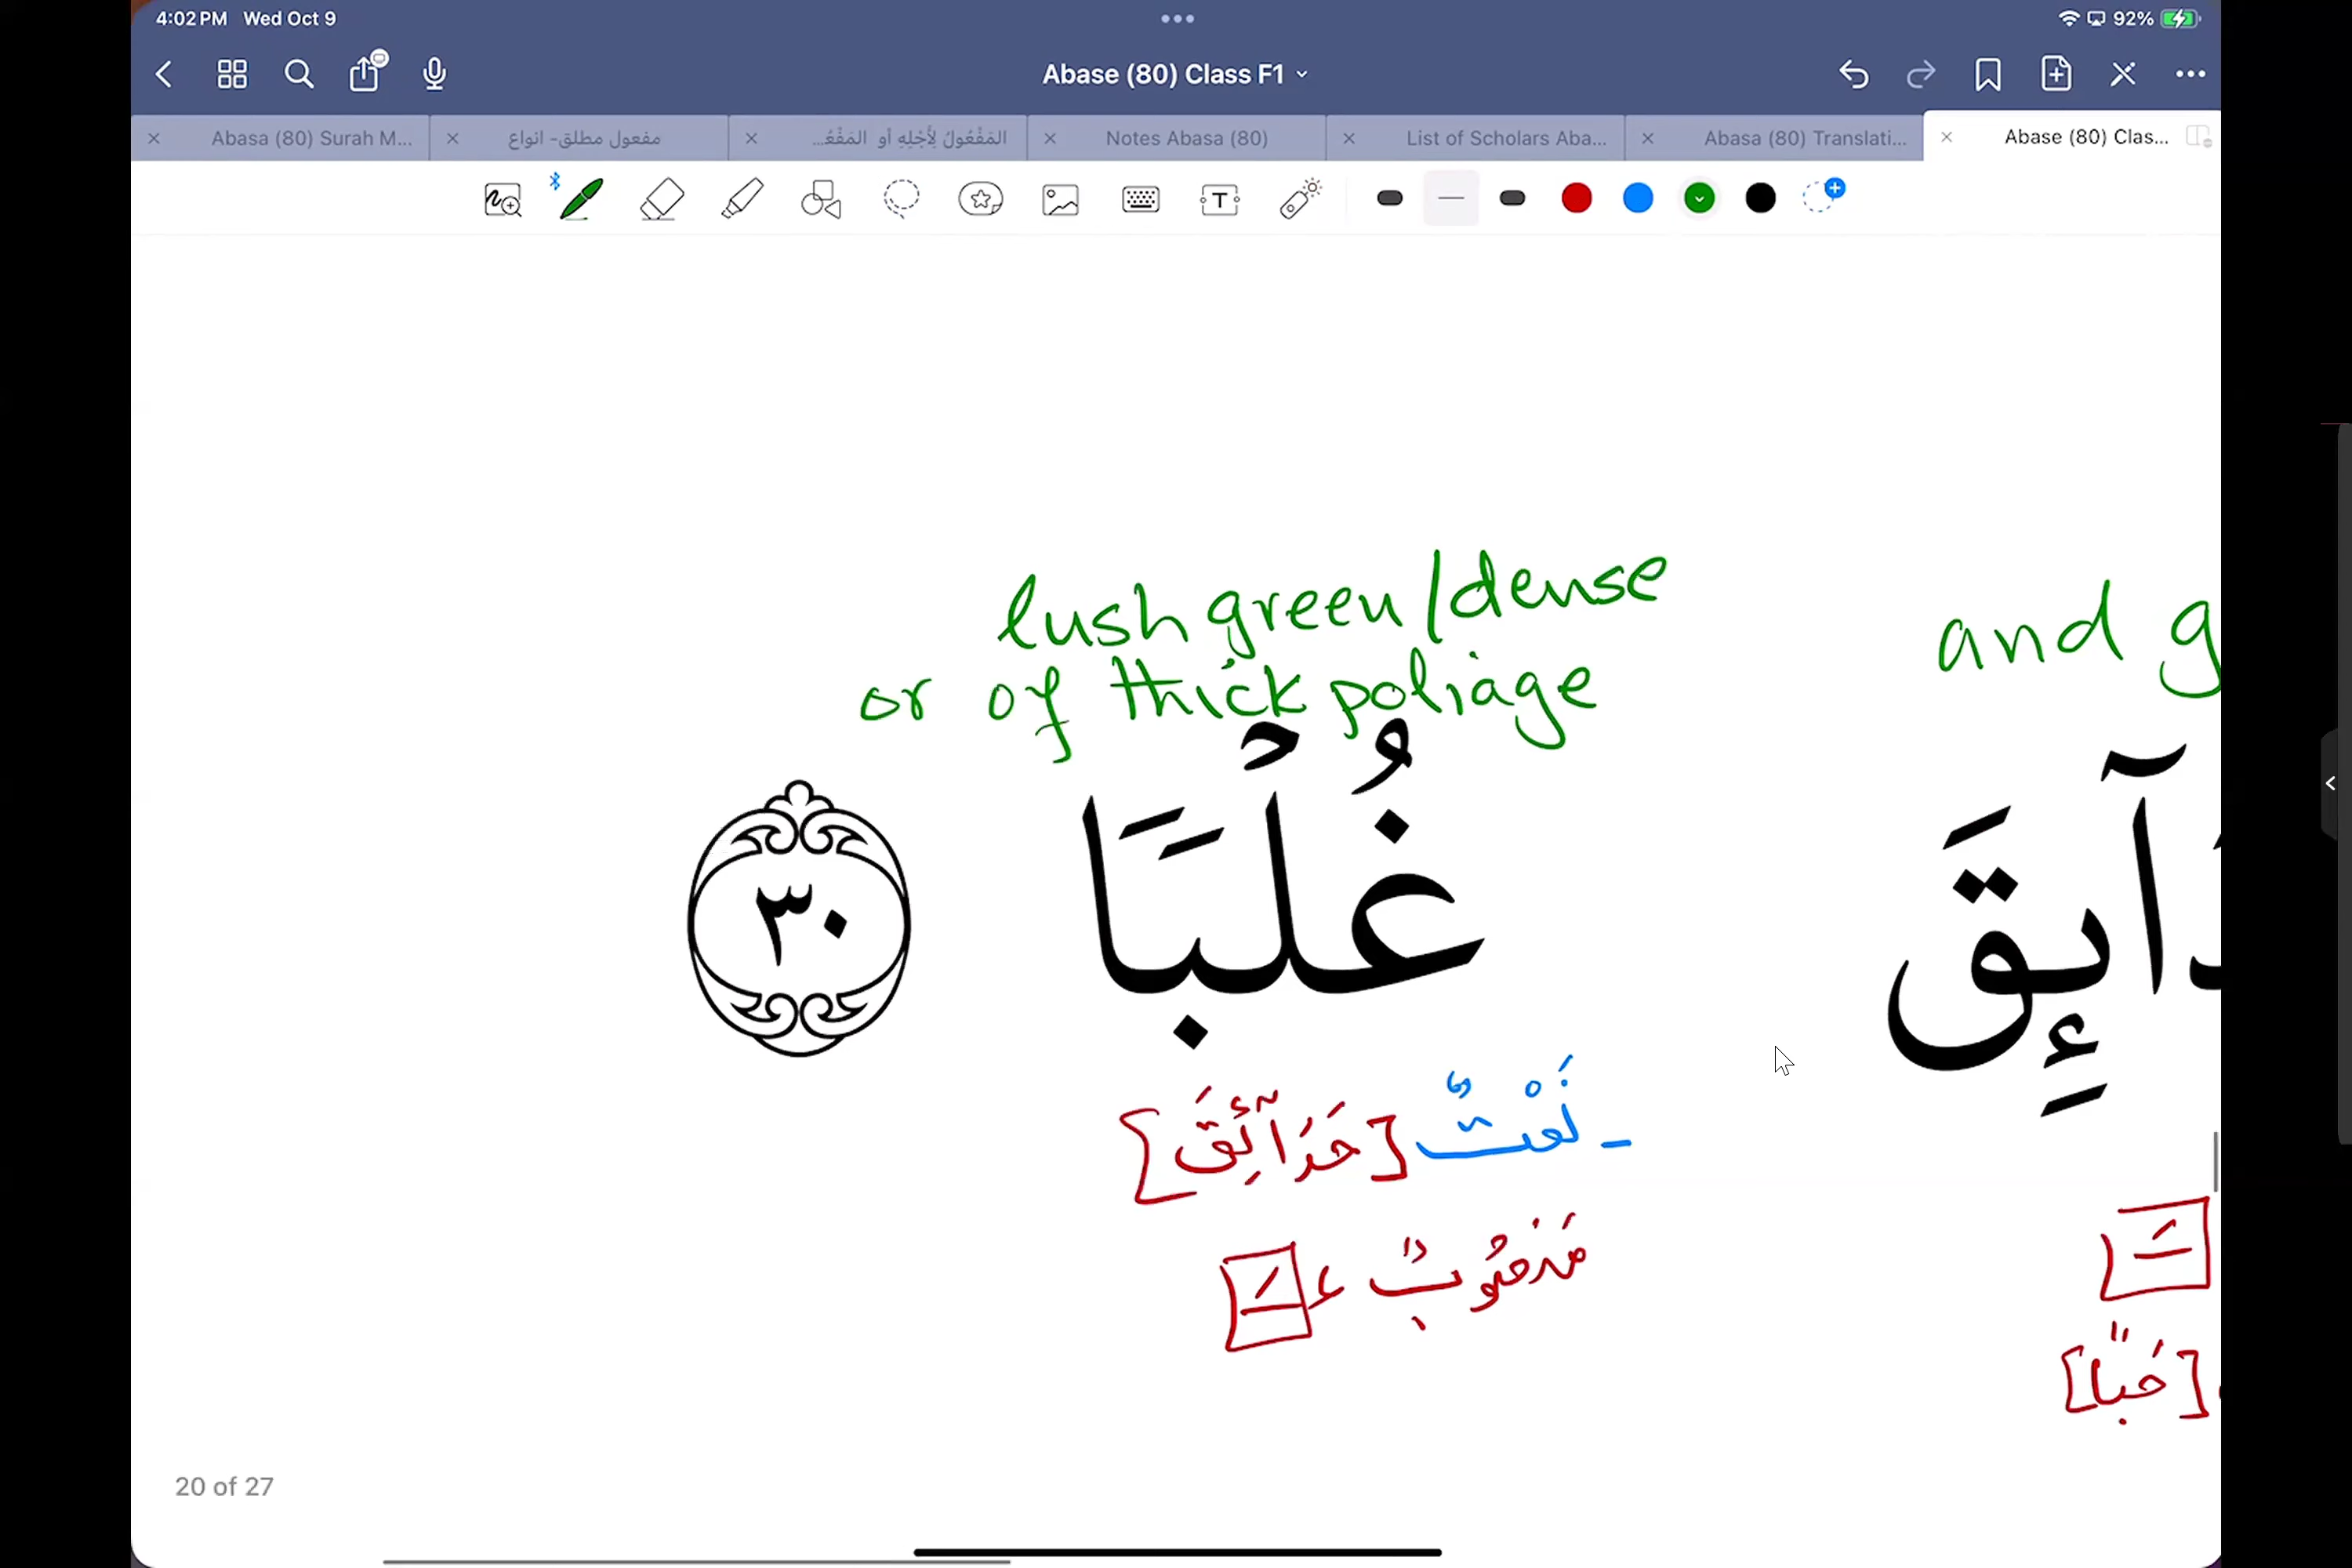 4:02 PM Wed Oct 9
92%
Abase (80) Class F1
Abasa (80) Surah M...
مفعول مطلق- انواع
المَفْعُولُ لِأَجْلِهِ أو المَفْعُ...
Notes Abasa (80)
List of Scholars Aba...
Abasa (80) Translati...
Abase (80) Clas...
lush green/dense
and g
or of thick poliage
غُلْبًا ٣٠
نَعْتٌ [حَدَآئِقَ]
مَنصُوبٌ
[حَبًّا]
20 of 27